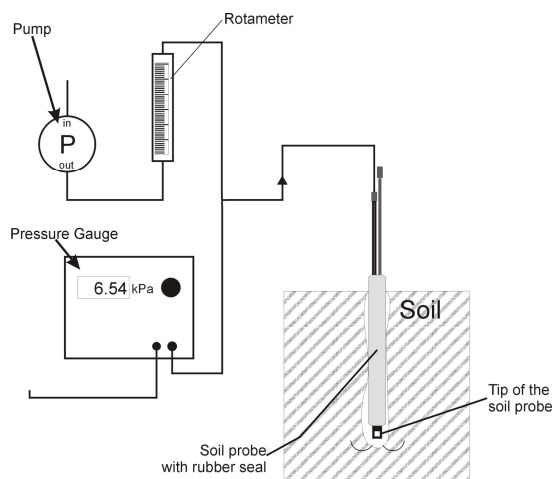 Pump
Rotameter
in
P
out
Pressure Gauge
6.54 kPa
Soil
Tip of the
soil probe
Soil probe
with rubber seal